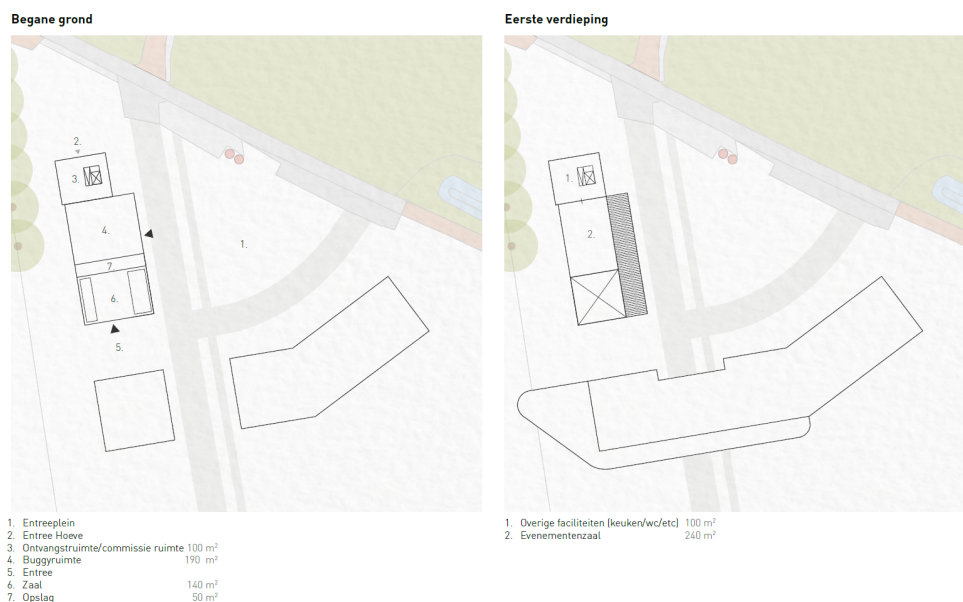 Begane grond
2.
3.
4.
1.
7.
6.
5.
1. Entreeplein
2. Entree Hoeve
3. Ontvangstruimte/commissie ruimte 100 m²
4. Buggyruimte 190 m²
5. Entree
6. Zaal 140 m²
7. Opslag 50 m²
Eerste verdieping
1.
2.
1. Overige faciliteiten (keuken/wc/etc) 100 m²
2. Evenementenzaal 240 m²